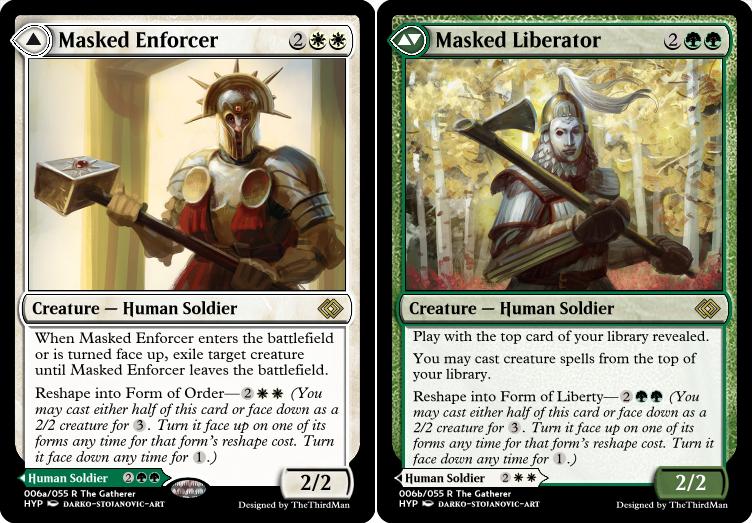 Masked Enforcer 2
When Masked Enforcer enters the battlefield
or is turned face up, exile target creature
until Masked Enforcer leaves the battlefield.
Creature — Human Soldier
Reshape into Form of Order—2 (You
may cast either half of this card or face down as a
2/2 creature for 3. Turn it face up on one of its
forms any time for that form's reshape cost. Turn
it face down any time for 1.)
Human Soldier 2
2/2
006a/055 R The Gatherer
HYP DARKO-STOJANOVIC-ART
Designed by TheThirdMan
Masked Liberator 2
Creature — Human Soldier
Play with the top card of your library revealed.
You may cast creature spells from the top of
your library.
Reshape into Form of Liberty—2 (You
may cast either half of this card or face down as a
2/2 creature for 3. Turn it face up on one of its
forms any time for that form's reshape cost. Turn
it face down any time for 1.)
Human Soldier 2
2/2
006b/055 R The Gatherer
HYP DARKO-STOJANOVIC-ART
Designed by TheThirdMan